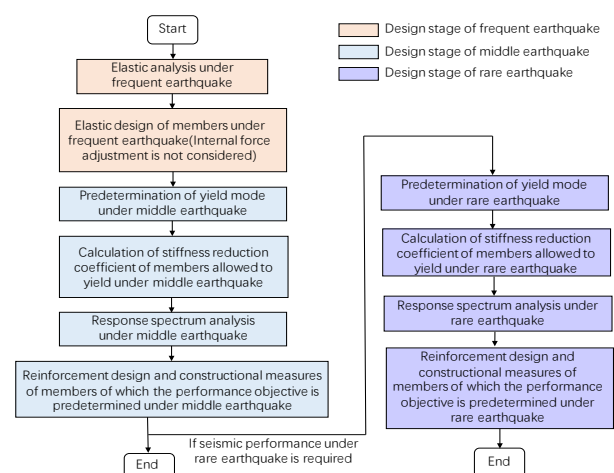 Start
Elastic analysis under
frequent earthquake
Elastic design of members under
frequent earthquake(Internal force
adjustment is not considered)
Predetermination of yield mode
under middle earthquake
Calculation of stiffness reduction
coefficient of members allowed to
yield under middle earthquake
Response spectrum analysis
under middle earthquake
Reinforcement design and constructional measures
of members of which the performance objective is
predetermined under middle earthquake
If seismic performance under
rare earthquake is required
End
Design stage of frequent earthquake
Design stage of middle earthquake
Design stage of rare earthquake
Predetermination of yield mode
under rare earthquake
Calculation of stiffness reduction
coefficient of members allowed to
yield under rare earthquake
Response spectrum analysis under
rare earthquake
Reinforcement design and
constructional measures of
members of which the performance
objective is predetermined under
rare earthquake
End